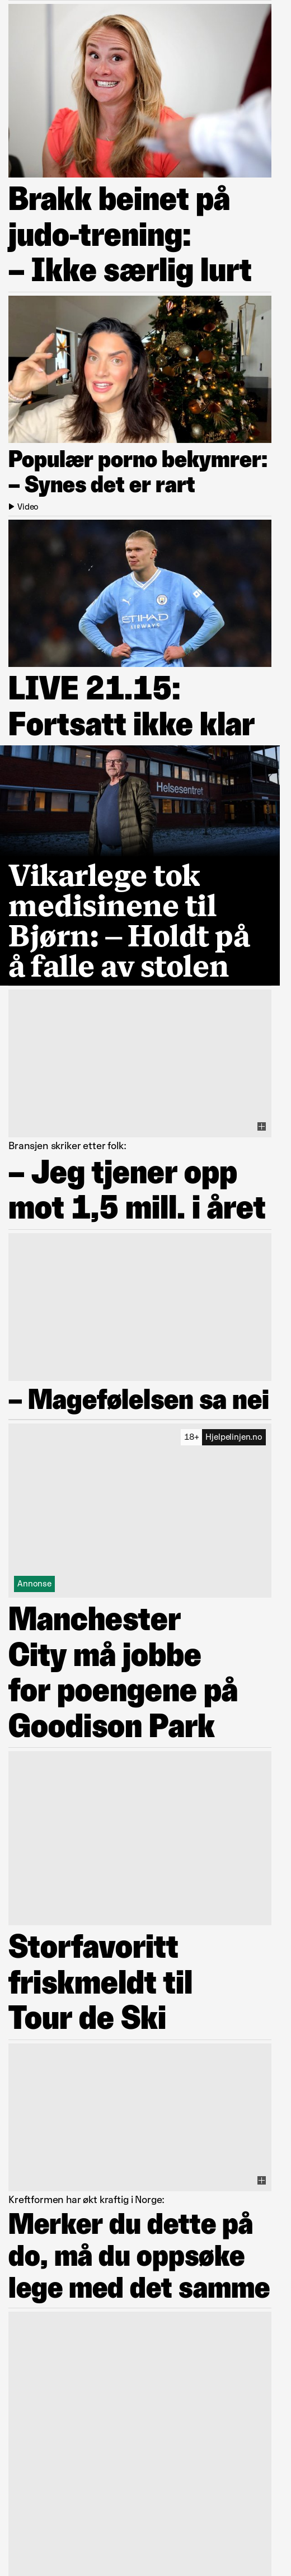 Brakk beinet på
judo-trening:
– Ikke særlig lurt
Populær porno bekymrer:
– Synes det er rart
Video
ETIHAD
AIRWAYS
LIVE 21.15:
Fortsatt ikke klar
Helsesentret
Vikarlege tok
medisinene til
Bjørn: – Holdt på
å falle av stolen
Bransjen skriker etter folk:
– Jeg tjener opp
mot 1,5 mill. i året
– Magefølelsen sa nei
18+ Hjelpelinjen.no
Annonse
Manchester
City må jobbe
for poengene på
Goodison Park
Storfavoritt
friskmeldt til
Tour de Ski
Kreftformen har økt kraftig i Norge:
Merker du dette på
do, må du oppsøke
lege med det samme